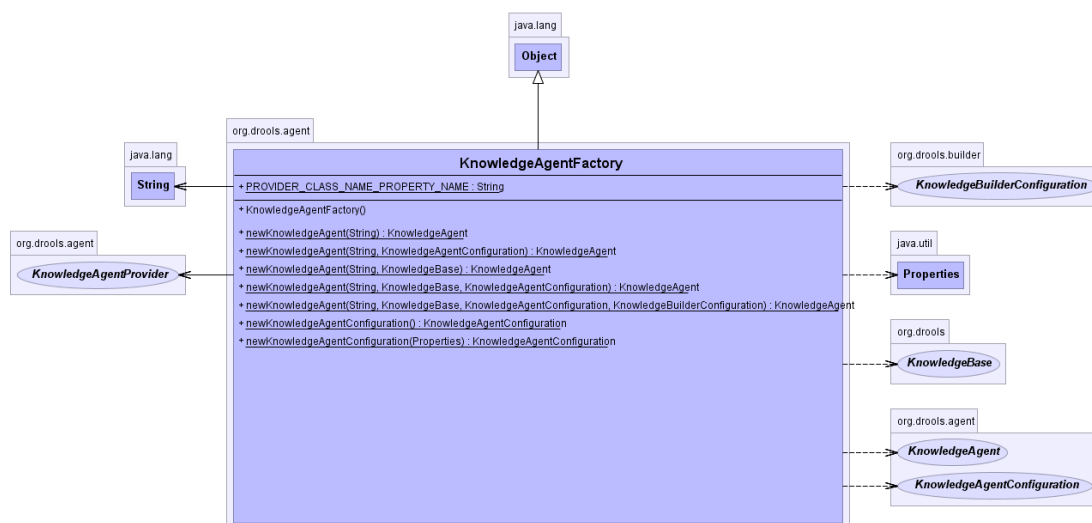 java.lang
Object
org.drools.agent
java.lang
String
org.drools.agent
KnowledgeAgentProvider
KnowledgeAgentFactory
+ PROVIDER_CLASS_NAME_PROPERTY_NAME : String
+ KnowledgeAgentFactory()
+ newKnowledgeAgent(String) : KnowledgeAgent
+ newKnowledgeAgent(String, KnowledgeAgentConfiguration) : KnowledgeAgent
+ newKnowledgeAgent(String, KnowledgeBase) : KnowledgeAgent
+ newKnowledgeAgent(String, KnowledgeBase, KnowledgeAgentConfiguration) : KnowledgeAgent
+ newKnowledgeAgent(String, KnowledgeBase, KnowledgeAgentConfiguration, KnowledgeBuilderConfiguration) : KnowledgeAgent
+ newKnowledgeAgentConfiguration() : KnowledgeAgentConfiguration
+ newKnowledgeAgentConfiguration(Properties) : KnowledgeAgentConfiguration
org.drools.builder
KnowledgeBuilderConfiguration
java.util
Properties
org.drools
KnowledgeBase
org.drools.agent
KnowledgeAgent
KnowledgeAgentConfiguration